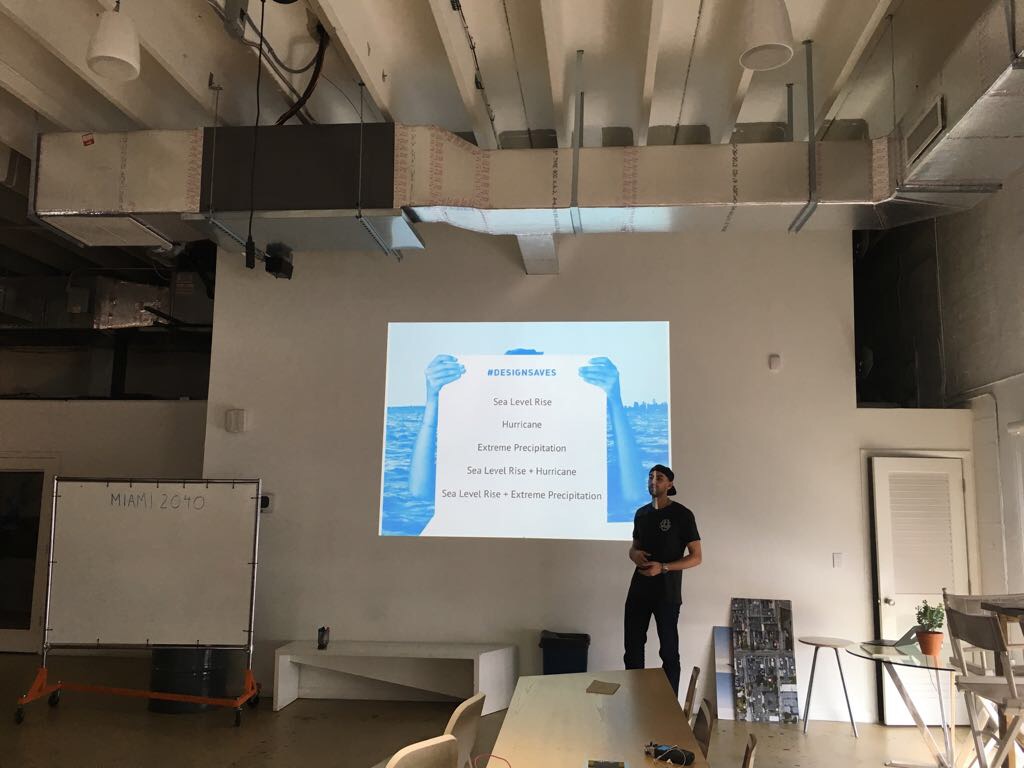 #DESIGNSAVES
Sea Level Rise
Hurricane
Extreme Precipitation
Sea Level Rise + Hurricane
Sea Level Rise + Extreme Precipitation
MIAMI 2040